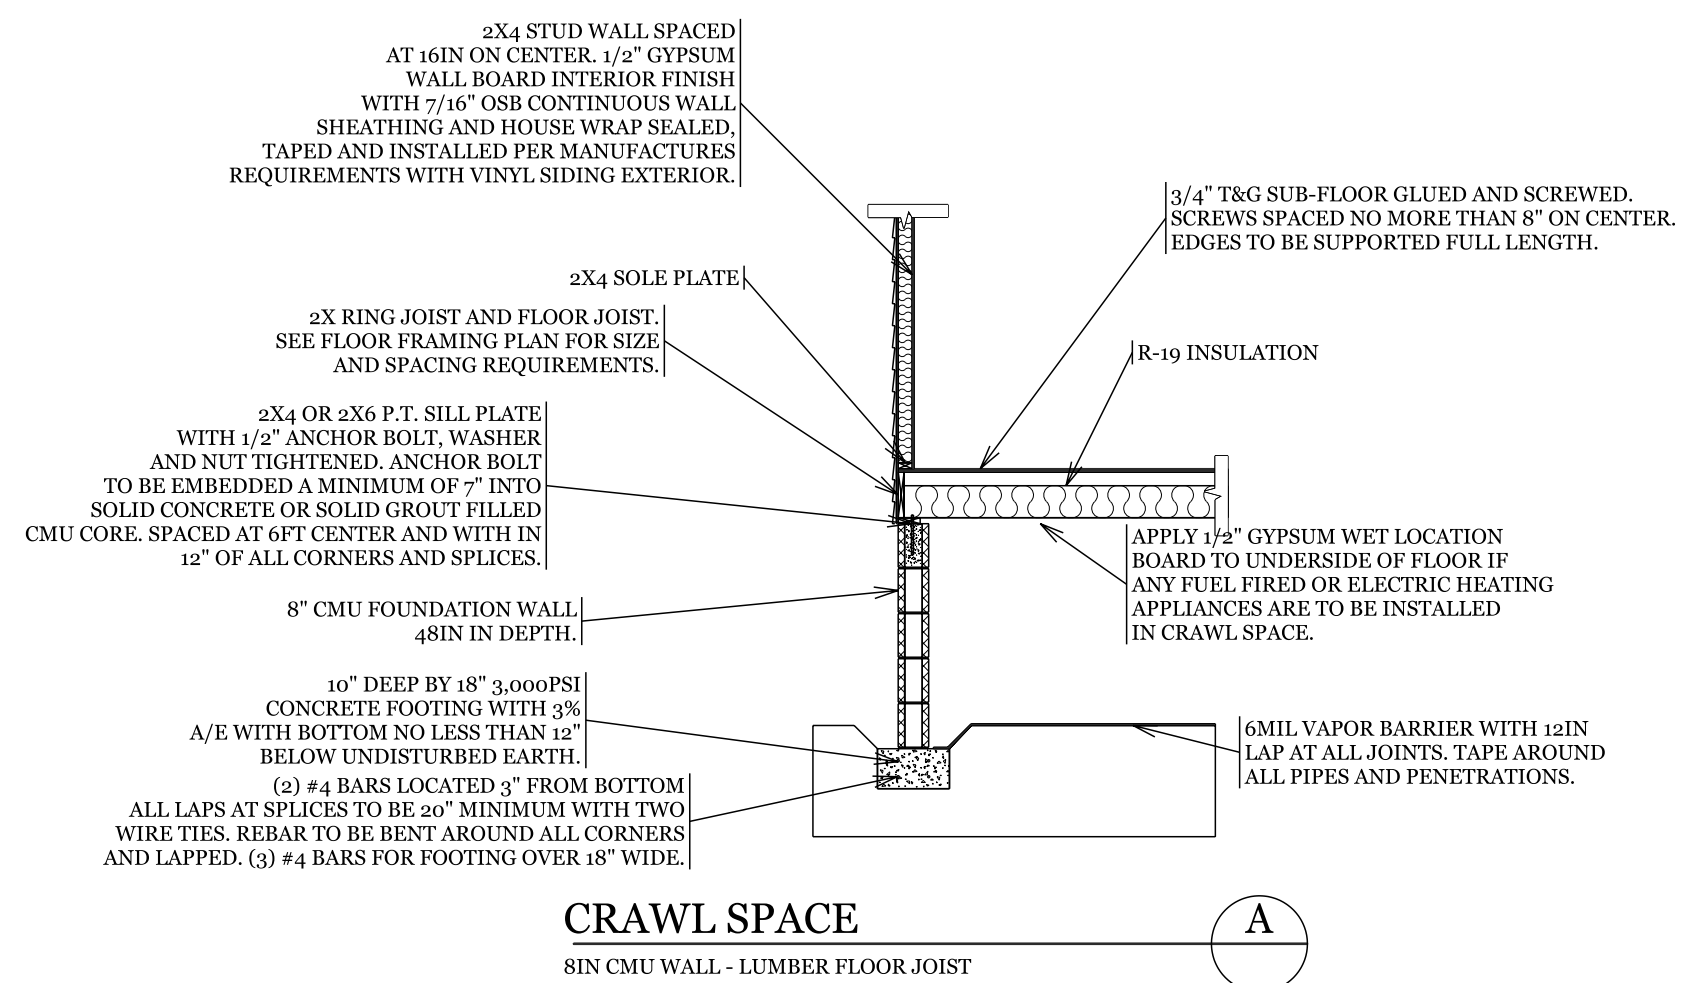 2X4 STUD WALL SPACED
AT 16IN ON CENTER. 1/2" GYPSUM
WALL BOARD INTERIOR FINISH
WITH 7/16" OSB CONTINUOUS WALL
SHEATHING AND HOUSE WRAP SEALED,
TAPED AND INSTALLED PER MANUFACTURES
REQUIREMENTS WITH VINYL SIDING EXTERIOR.
3/4" T&G SUB-FLOOR GLUED AND SCREWED.
SCREWS SPACED NO MORE THAN 8" ON CENTER.
EDGES TO BE SUPPORTED FULL LENGTH.
2X4 SOLE PLATE
2X RING JOIST AND FLOOR JOIST.
SEE FLOOR FRAMING PLAN FOR SIZE
AND SPACING REQUIREMENTS.
R-19 INSULATION
2X4 OR 2X6 P.T. SILL PLATE
WITH 1/2" ANCHOR BOLT, WASHER
AND NUT TIGHTENED. ANCHOR BOLT
TO BE EMBEDDED A MINIMUM OF 7" INTO
SOLID CONCRETE OR SOLID GROUT FILLED
CMU CORE. SPACED AT 6FT CENTER AND WITH IN
12" OF ALL CORNERS AND SPLICES.
APPLY 1/2" GYPSUM WET LOCATION
BOARD TO UNDERSIDE OF FLOOR IF
ANY FUEL FIRED OR ELECTRIC HEATING
APPLIANCES ARE TO BE INSTALLED
IN CRAWL SPACE.
8" CMU FOUNDATION WALL
48IN IN DEPTH.
10" DEEP BY 18" 3,000PSI
CONCRETE FOOTING WITH 3%
A/E WITH BOTTOM NO LESS THAN 12"
BELOW UNDISTURBED EARTH.
6MIL VAPOR BARRIER WITH 12IN
LAP AT ALL JOINTS. TAPE AROUND
ALL PIPES AND PENETRATIONS.
(2) #4 BARS LOCATED 3" FROM BOTTOM
ALL LAPS AT SPLICES TO BE 20" MINIMUM WITH TWO
WIRE TIES. REBAR TO BE BENT AROUND ALL CORNERS
AND LAPPED. (3) #4 BARS FOR FOOTING OVER 18" WIDE.
CRAWL SPACE
A
8IN CMU WALL - LUMBER FLOOR JOIST